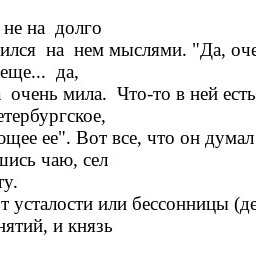 не на долго
ился на нем мыслями. "Да, оче
еще... да,
очень мила. Что-то в ней есть
етербургское,
ощее ее". Вот все, что он думал
шись чаю, сел
ту.
т усталости или бессонницы (де
нятий, и князь